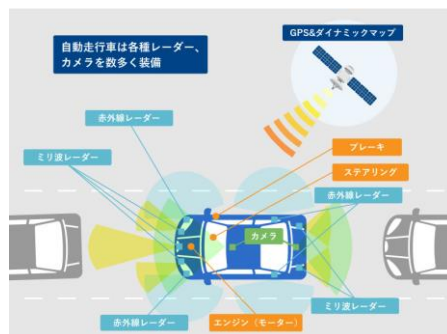 自動走行車は各種レーダー、
カメラを数多く装備
GPS&ダイナミックマップ
赤外線レーダー
ブレーキ
ミリ波レーダー
ステアリング
赤外線レーダー
カメラ
赤外線レーダー
エンジン（モーター）
ミリ波レーダー